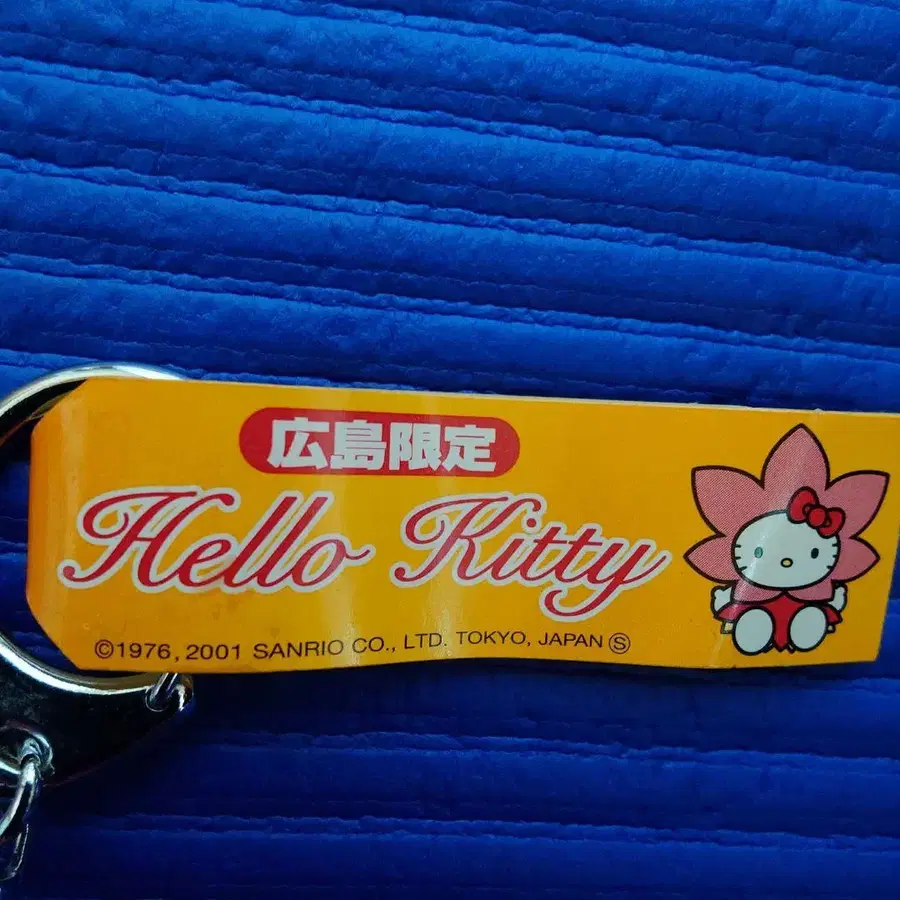 広島限定
Hello Kitty
©1976, 2001 SANRIO CO., LTD. TOKYO, JAPAN Ⓢ